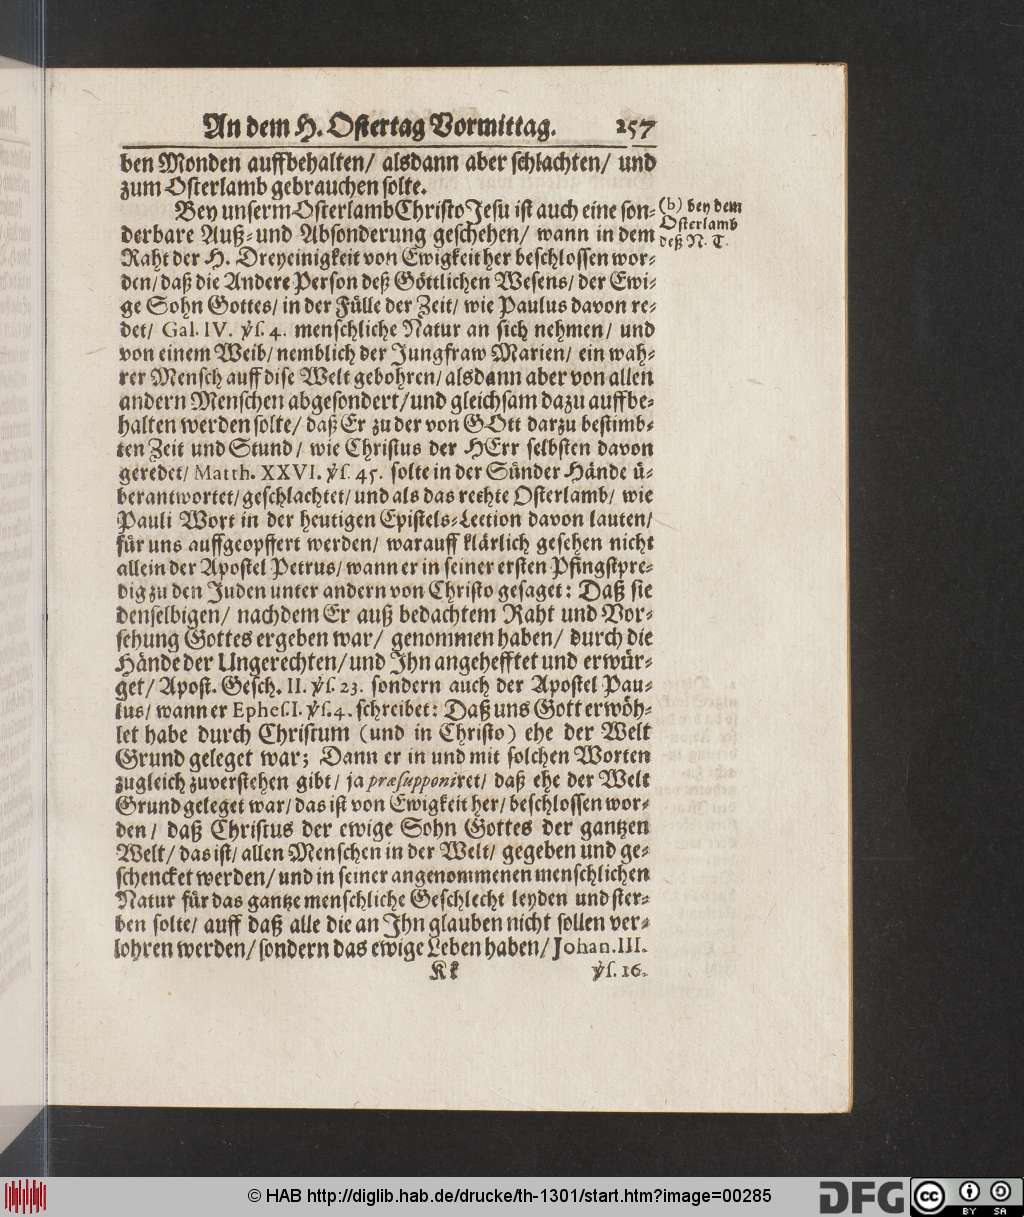 An dem H. Ostertag Vormittag. 257
ben Monden auffbehalten/ alsdann aber schlachten/ und
zum Osterlamb gebrauchen solte.
Bey unserm Osterlamb Christo Jesu ist auch eine son-
derbare Auß- und Absonderung geschehen/ wann in dem
Raht der H. Dreyeinigkeit von Ewigkeit her beschlossen wor-
den/ daß die Andere Person deß Göttlichen Wesens/ der Ewi-
ge Sohn Gottes/ in der Fülle der Zeit/ wie Paulus davon re-
det/ Gal. IV. ℣s. 4. menschliche Natur an sich nehmen/ und
von einem Weib/ nemblich der Jungfraw Marien/ ein wah-
rer Mensch auff dise Welt gebohren/ alsdann aber von allen
andern Menschen abgesondert/ und gleichsam dazu auffbe-
halten werden solte/ daß Er zu der von GOtt darzu bestimb-
ten Zeit und Stund/ wie Christus der HErr selbsten davon
geredet/ Matth. XXVI. ℣s. 45. solte in der Sünder Hände ü-
berantwortet/ geschlachtet/ und als das rechte Osterlamb/ wie
Pauli Wort in der heutigen Epistels-Lection davon lauten/
für uns auffgeopffert werden/ warauff klärlich gesehen nicht
allein der Apostel Petrus/ wann er in seiner ersten Pfingstpre-
dig zu den Juden unter andern von Christo gesaget: Daß sie
denselbigen/ nachdem Er auß bedachtem Raht und Vor-
sehung Gottes ergeben war/ genommen haben/ durch die
Hände der Ungerechten/ und Ihn angehefftet und erwür-
get/ Apost. Gesch. II. ℣s. 23. sondern auch der Apostel Pau-
lus/ wann er Ephes. I. ℣s. 4. schreibet: Daß uns Gott erwöh-
let habe durch Christum (und in Christo) ehe der Welt
Grund geleget war; Dann er in und mit solchen Worten
zugleich zuverstehen gibt/ ja præsupponiret/ daß ehe der Welt
Grund geleget war/ das ist von Ewigkeit her/ beschlossen wor-
den/ daß Christus der ewige Sohn Gottes der gantzen
Welt/ das ist/ allen Menschen in der Welt/ gegeben und ge-
schencket werden/ und in seiner angenommenen menschlichen
Natur für das gantze menschliche Geschlecht leyden und ster-
ben solte/ auff daß alle die an Ihn glauben nicht sollen ver-
lohren werden/ sondern das ewige Leben haben/ Johan. III.
Kk ℣s. 16.
(b) bey dem
Osterlamb
deß N. T.
© HAB http://diglib.hab.de/drucke/th-1301/start.htm?image=00285
DFG
cc
BY SA